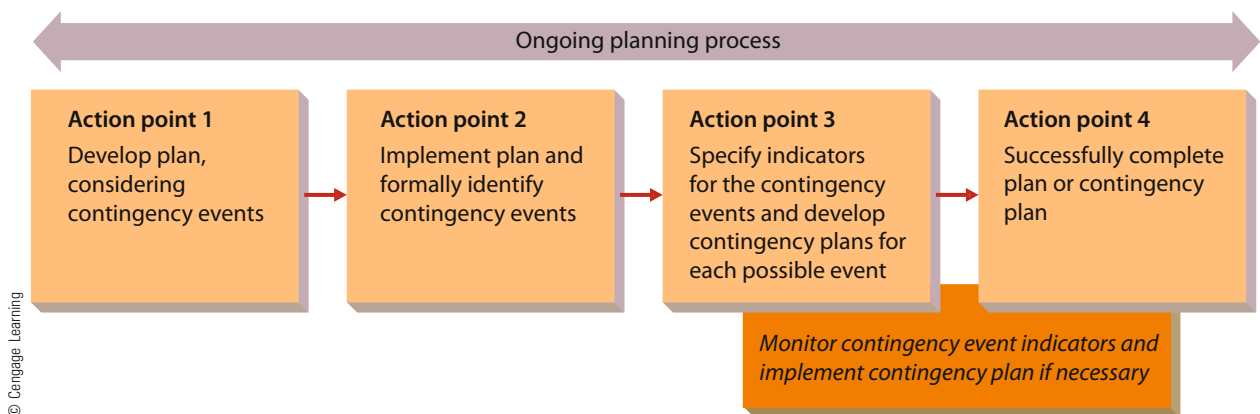 Ongoing planning process
Action point 1
Develop plan,
considering
contingency events
Action point 2
Implement plan and
formally identify
contingency events
Action point 3
Specify indicators
for the contingency
events and develop
contingency plans for
each possible event
Action point 4
Successfully complete
plan or contingency
plan
Monitor contingency event indicators and
implement contingency plan if necessary
© Cengage Learning